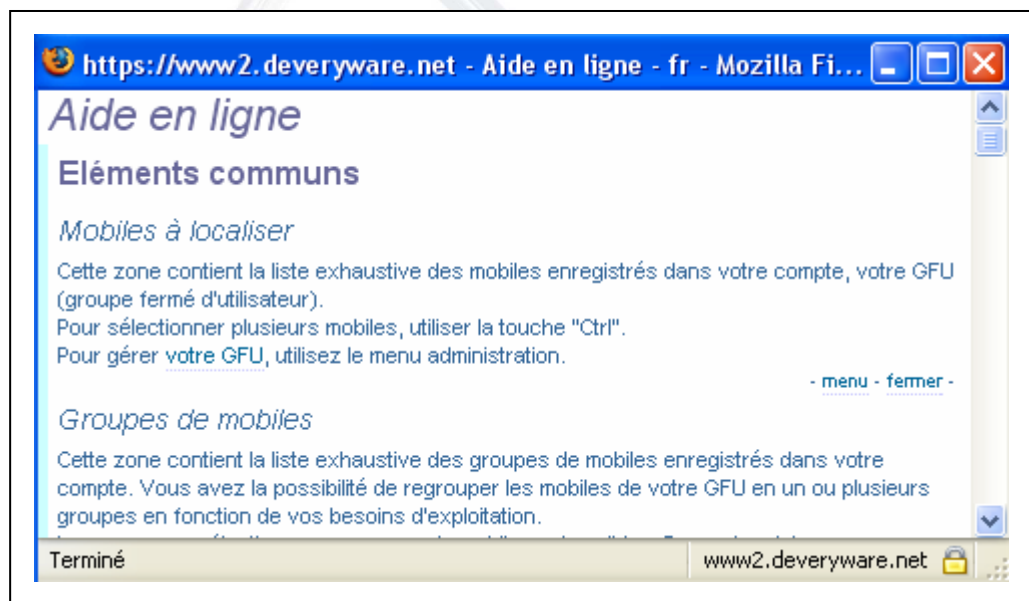 https://www2.deveryware.net - Aide en ligne - fr - Mozilla Fi...
Aide en ligne
Eléments communs
Mobiles à localiser
Cette zone contient la liste exhaustive des mobiles enregistrés dans votre compte, votre GFU
(groupe fermé d'utilisateur).
Pour sélectionner plusieurs mobiles, utiliser la touche "Ctrl".
Pour gérer votre GFU, utilisez le menu administration.
- menu - fermer -
Groupes de mobiles
Cette zone contient la liste exhaustive des groupes de mobiles enregistrés dans votre
compte. Vous avez la possibilité de regrouper les mobiles de votre GFU en un ou plusieurs
groupes en fonction de vos besoins d'exploitation.
Terminé
www2.deveryware.net